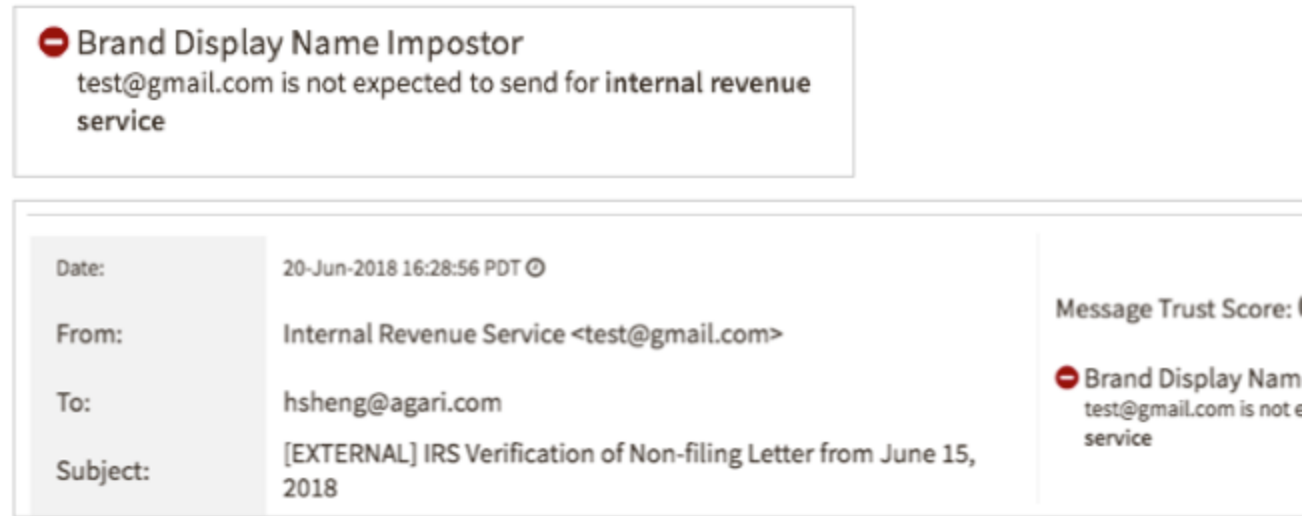 Brand Display Name Impostor
test@gmail.com is not expected to send for internal revenue
service
Date:
20-Jun-2018 16:28:56 PDT
From:
Internal Revenue Service <test@gmail.com>
To:
hsheng@agari.com
Subject:
[EXTERNAL] IRS Verification of Non-filing Letter from June 15,
2018
Message Trust Score:
Brand Display Nam
test@gmail.com is not e
service